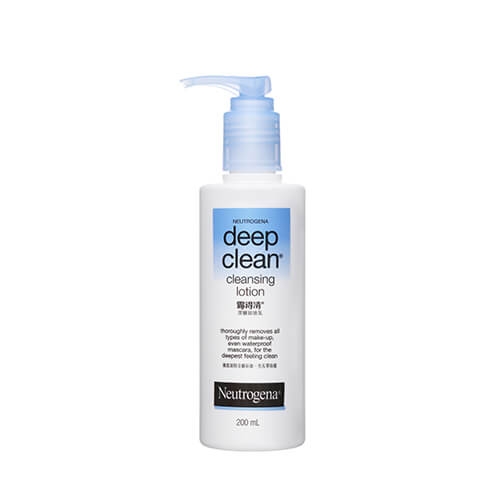 NEUTROGENA
deep
clean®
cleansing
lotion
露得清®
thoroughly removes all
types of make-up,
even waterproof
mascara, for the
deepest feeling clean
Neutrogena®
200 mL